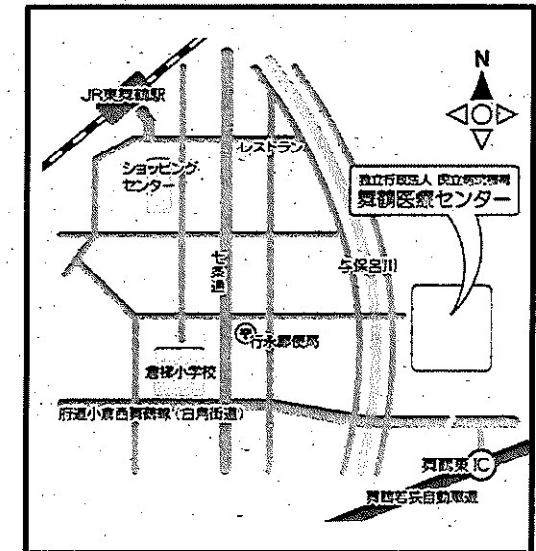 JR東舞鶴駅
N
レストラン
ショッピング
センター
独立行政法人 国立病院機構
舞鶴医療センター
七条通
与保呂川
行永郵便局
倉梯小学校
府道小倉西舞鶴線(白鳥街道)
舞鶴東IC
舞鶴若狭自動車道